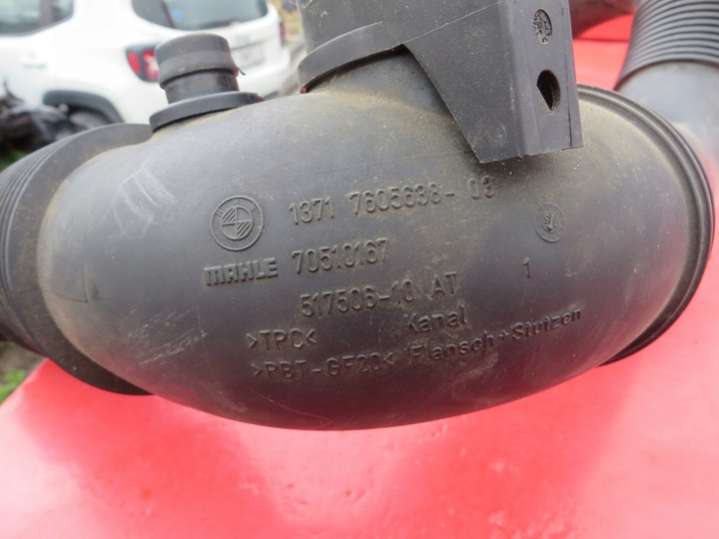 1371 7605638-03
MAHLE 70510167
517506-10 AT 1
>TPC< Kanal
>PBT-GF20< Flansch+Stutzen